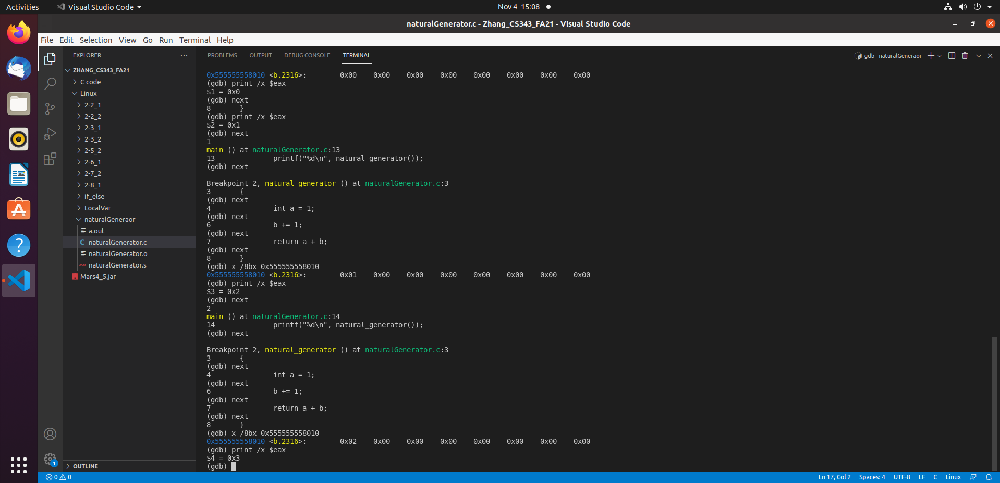 Activities Visual Studio Code Nov 4 15:08
naturalGenerator.c - Zhang_CS343_FA21 - Visual Studio Code
File Edit Selection View Go Run Terminal Help
EXPLORER
ZHANG_CS343_FA21
C code
Linux
2-2_1
2-2_2
2-3_1
2-3_2
2-5_2
2-6_1
2-7_2
2-8_1
if_else
LocalVar
naturalGeneraor
a.out
C naturalGenerator.c
naturalGenerator.o
ASM naturalGenerator.s
Mars4_5.jar
OUTLINE
1
PROBLEMS OUTPUT DEBUG CONSOLE TERMINAL gdb - naturalGeneraor
0x555555558010 <b.2316>: 0x00 0x00 0x00 0x00 0x00 0x00 0x00 0x00
(gdb) print /x $eax
$1 = 0x0
(gdb) next
8 }
(gdb) print /x $eax
$2 = 0x1
(gdb) next
1
main () at naturalGenerator.c:13
13 printf("%d\n", natural_generator());
(gdb) next
Breakpoint 2, natural_generator () at naturalGenerator.c:3
3 {
(gdb) next
4 int a = 1;
(gdb) next
6 b += 1;
(gdb) next
7 return a + b;
(gdb) next
8 }
(gdb) x /8bx 0x555555558010
0x555555558010 <b.2316>: 0x01 0x00 0x00 0x00 0x00 0x00 0x00 0x00
(gdb) print /x $eax
$3 = 0x2
(gdb) next
2
main () at naturalGenerator.c:14
14 printf("%d\n", natural_generator());
(gdb) next
Breakpoint 2, natural_generator () at naturalGenerator.c:3
3 {
(gdb) next
4 int a = 1;
(gdb) next
6 b += 1;
(gdb) next
7 return a + b;
(gdb) next
8 }
(gdb) x /8bx 0x555555558010
0x555555558010 <b.2316>: 0x02 0x00 0x00 0x00 0x00 0x00 0x00 0x00
(gdb) print /x $eax
$4 = 0x3
(gdb)
0 0 Ln 17, Col 2 Spaces: 4 UTF-8 LF C Linux